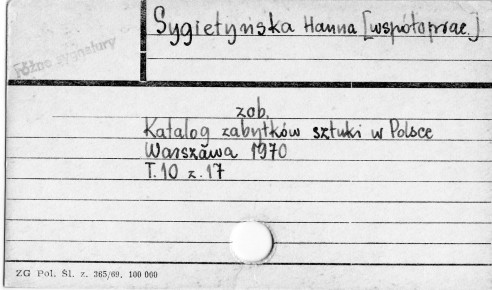 Sygietyńska Hanna [współoprac.]
różne sygnatury
zob.
Katalog zabytków sztuki w Polsce
Warszawa 1970
T. 10 z. 17
ZG Pol. Śl. z. 365/69. 100 000